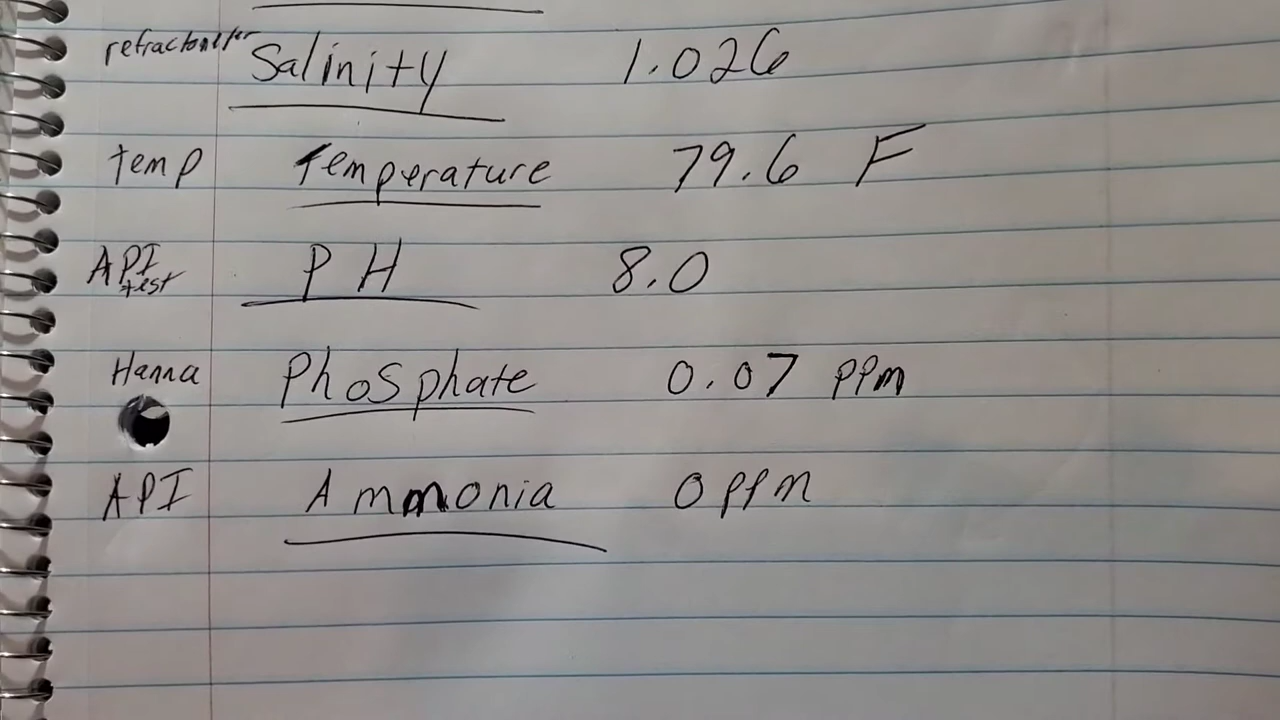 refractometer Salinity 1.026
temp Temperature 79.6 F
API test PH 8.0
Hanna Phosphate 0.07 ppm
API Ammonia 0 ppm